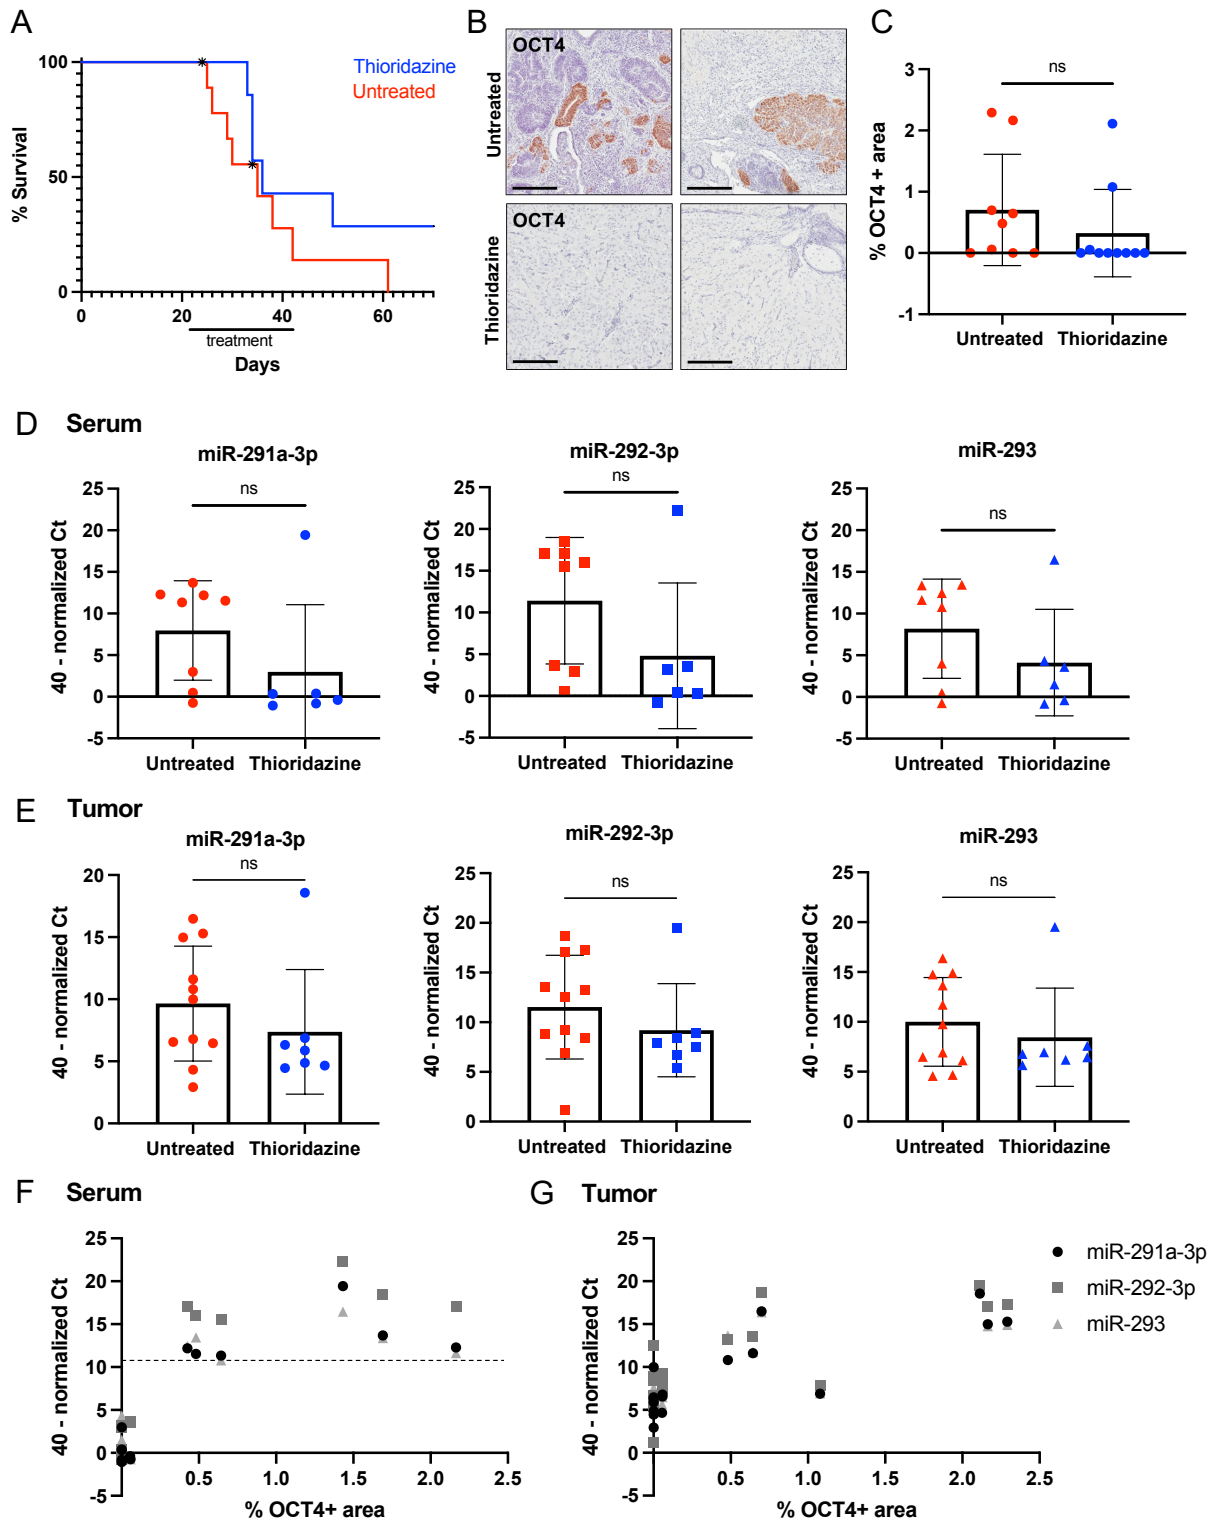 A
% Survival
100
50
0
Thioridazine
Untreated
0 20 40 60
treatment
Days
B
Untreated
OCT4
Thioridazine
OCT4
C
% OCT4 + area
3
2
1
0
-1
ns
Untreated Thioridazine
D Serum
miR-291a-3p
40 - normalized Ct
25
20
15
10
5
0
-5
ns
Untreated Thioridazine
miR-292-3p
40 - normalized Ct
25
20
15
10
5
0
-5
ns
Untreated Thioridazine
miR-293
40 - normalized Ct
25
20
15
10
5
0
-5
ns
Untreated Thioridazine
E Tumor
miR-291a-3p
40 - normalized Ct
20
15
10
5
0
ns
Untreated Thioridazine
miR-292-3p
40 - normalized Ct
25
20
15
10
5
0
ns
Untreated Thioridazine
miR-293
40 - normalized Ct
25
20
15
10
5
0
ns
Untreated Thioridazine
F Serum
40 - normalized Ct
25
20
15
10
5
0
-5
0.5 1.0 1.5 2.0 2.5
% OCT4+ area
G Tumor
40 - normalized Ct
25
20
15
10
5
0
-5
0.5 1.0 1.5 2.0 2.5
% OCT4+ area
miR-291a-3p
miR-292-3p
miR-293